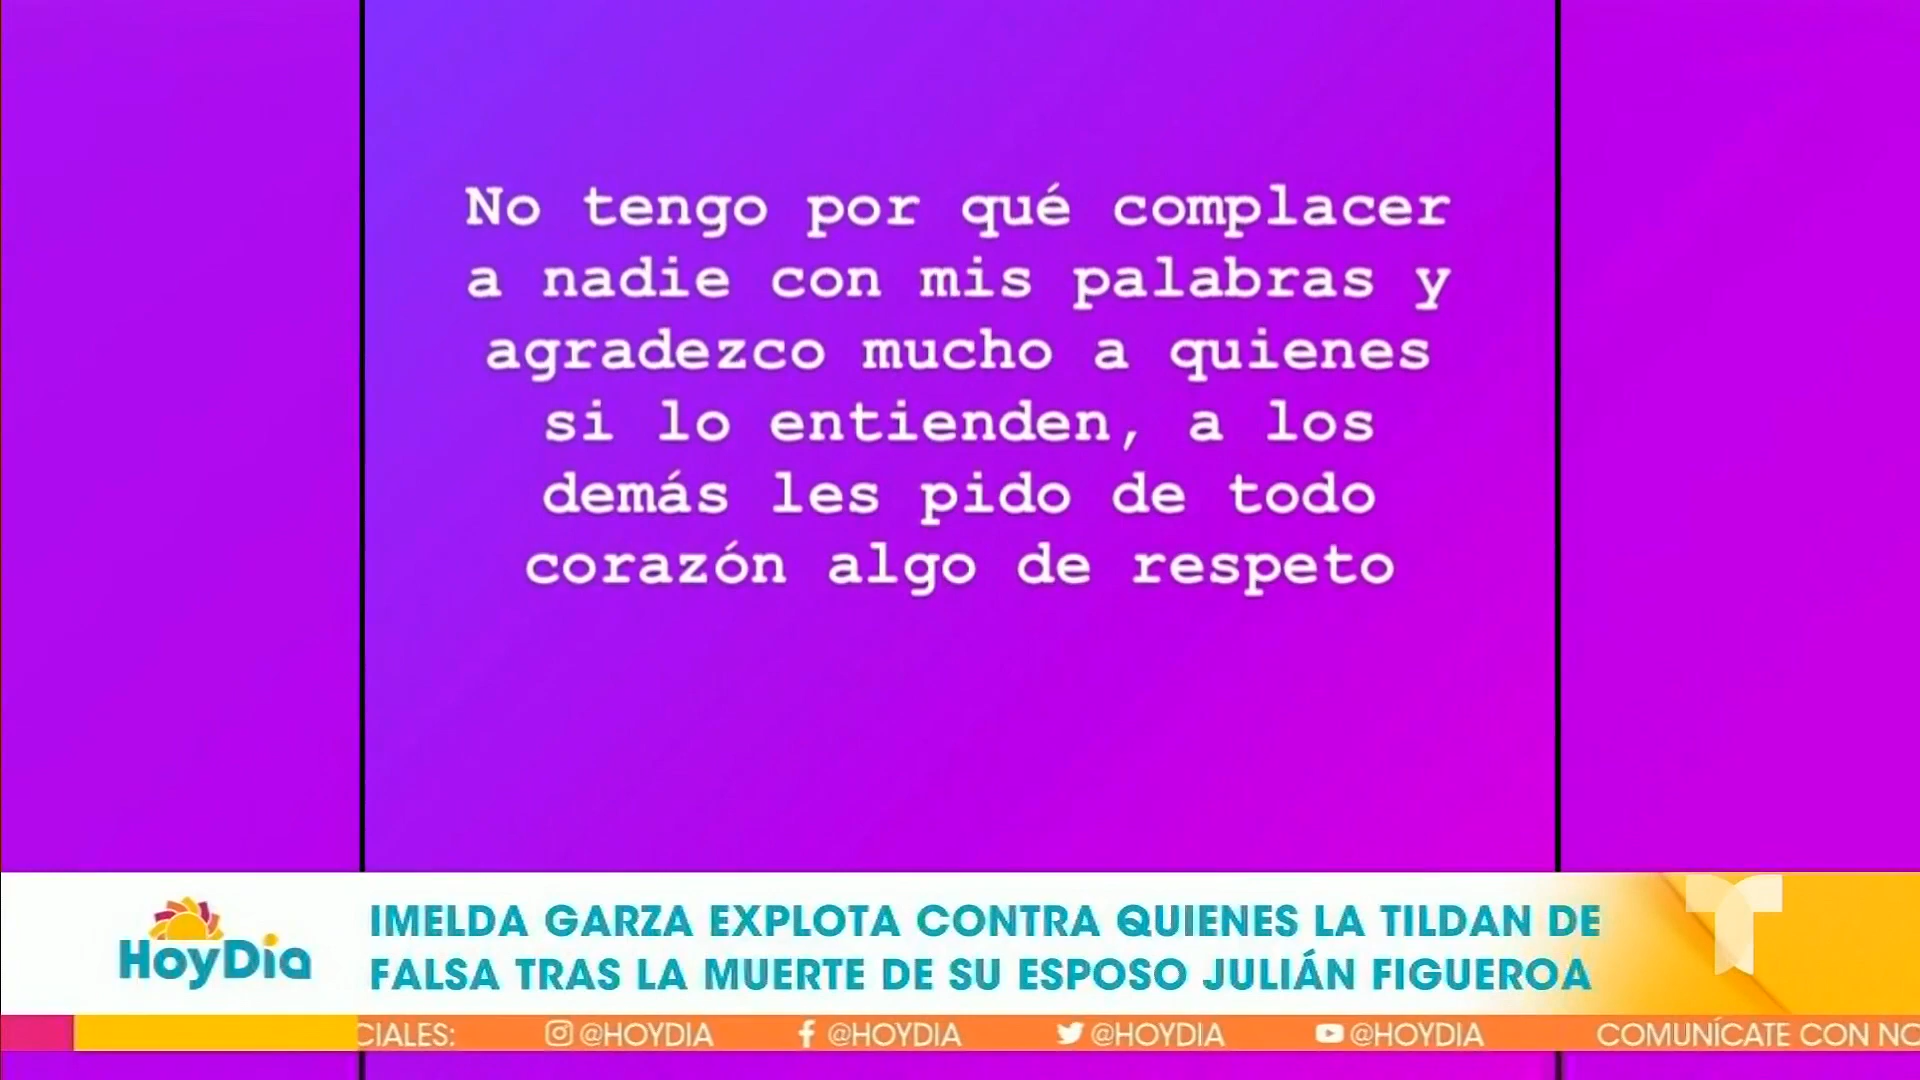 No tengo por qué complacer
a nadie con mis palabras y
agradezco mucho a quienes
si lo entienden, a los
demás les pido de todo
corazón algo de respeto
HoyDía
IMELDA GARZA EXPLOTA CONTRA QUIENES LA TILDAN DE
FALSA TRAS LA MUERTE DE SU ESPOSO JULIÁN FIGUEROA
CIALES: @HOYDIA @HOYDIA @HOYDIA @HOYDIA COMUNÍCATE CON NO